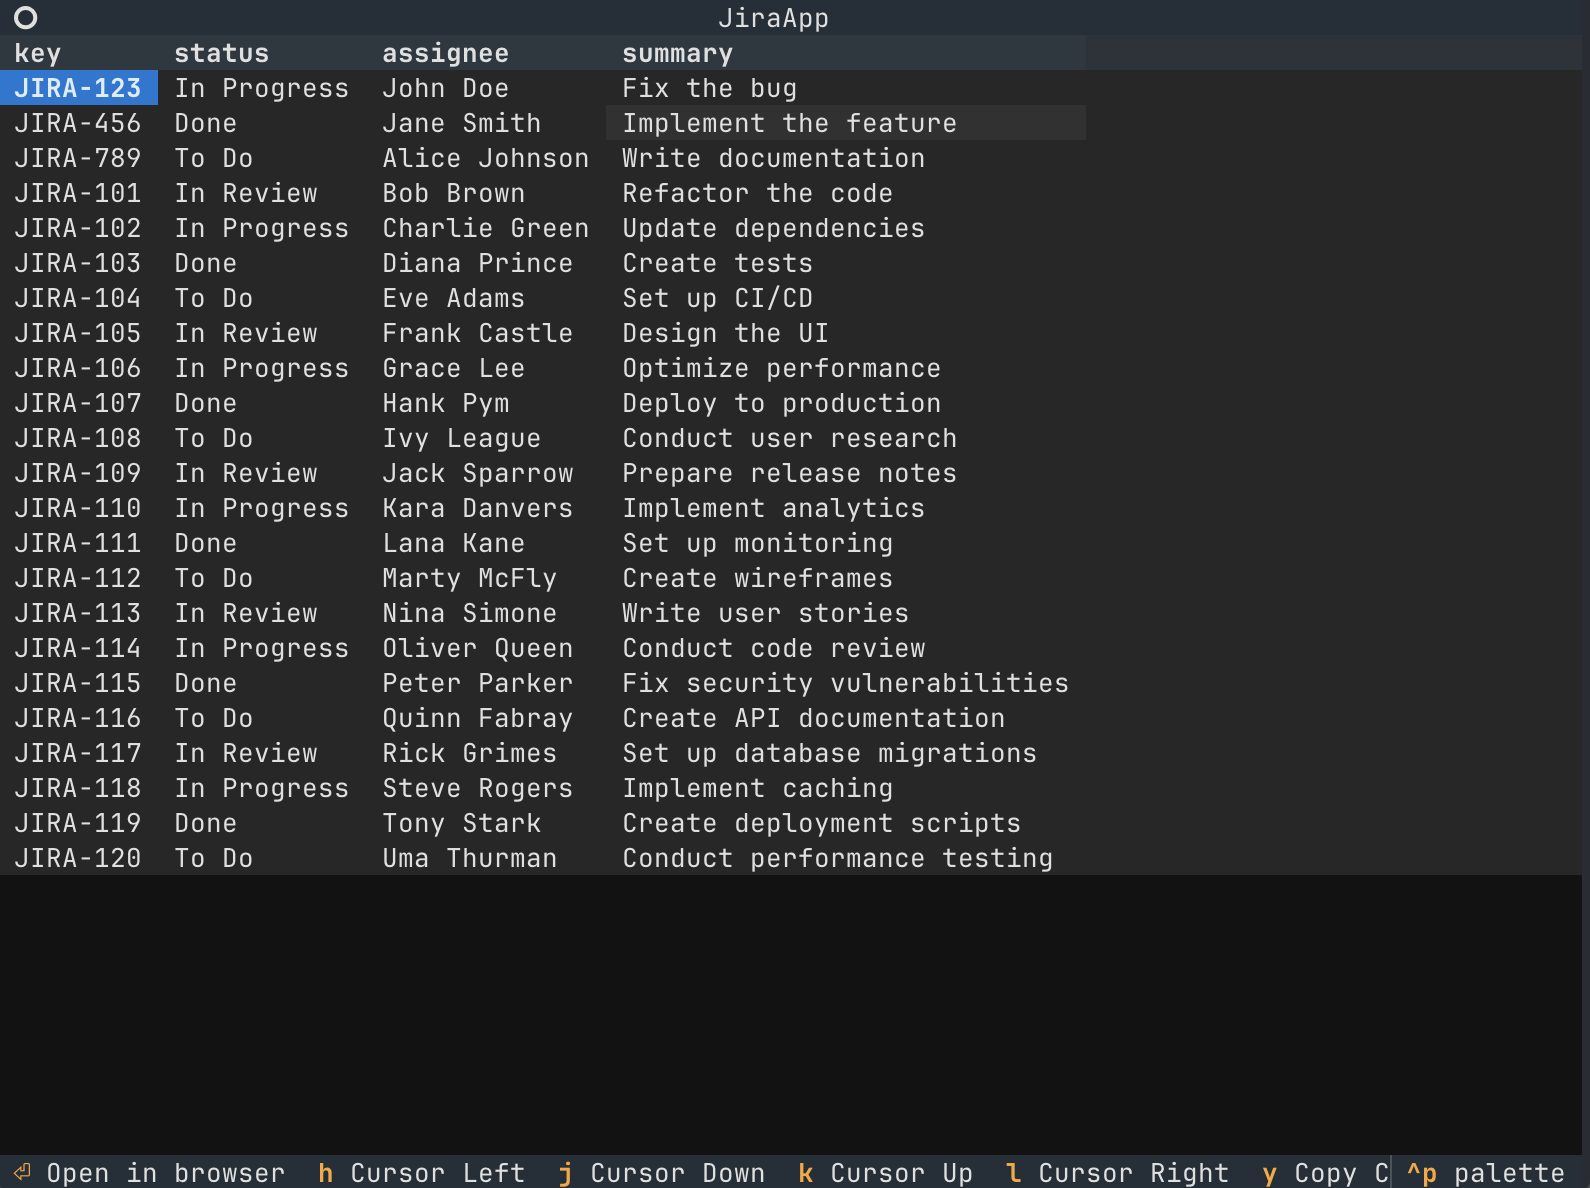 JiraApp
key status assignee summary
JIRA-123 In Progress John Doe Fix the bug
JIRA-456 Done Jane Smith Implement the feature
JIRA-789 To Do Alice Johnson Write documentation
JIRA-101 In Review Bob Brown Refactor the code
JIRA-102 In Progress Charlie Green Update dependencies
JIRA-103 Done Diana Prince Create tests
JIRA-104 To Do Eve Adams Set up CI/CD
JIRA-105 In Review Frank Castle Design the UI
JIRA-106 In Progress Grace Lee Optimize performance
JIRA-107 Done Hank Pym Deploy to production
JIRA-108 To Do Ivy League Conduct user research
JIRA-109 In Review Jack Sparrow Prepare release notes
JIRA-110 In Progress Kara Danvers Implement analytics
JIRA-111 Done Lana Kane Set up monitoring
JIRA-112 To Do Marty McFly Create wireframes
JIRA-113 In Review Nina Simone Write user stories
JIRA-114 In Progress Oliver Queen Conduct code review
JIRA-115 Done Peter Parker Fix security vulnerabilities
JIRA-116 To Do Quinn Fabray Create API documentation
JIRA-117 In Review Rick Grimes Set up database migrations
JIRA-118 In Progress Steve Rogers Implement caching
JIRA-119 Done Tony Stark Create deployment scripts
JIRA-120 To Do Uma Thurman Conduct performance testing
⏎ Open in browser h Cursor Left j Cursor Down k Cursor Up l Cursor Right y Copy C ^p palette